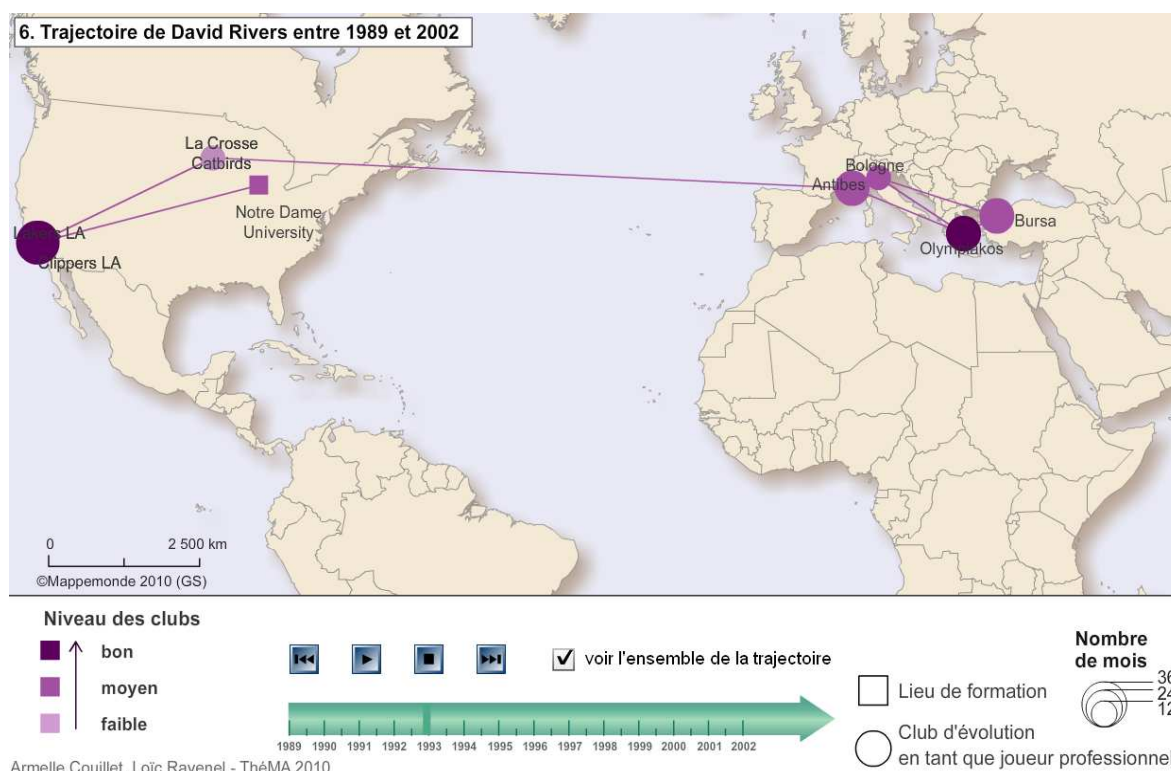 6. Trajectoire de David Rivers entre 1989 et 2002
La Crosse
Catbirds
Notre Dame
University
Lakers LA
Clippers LA
Bologne
Antibes
Bursa
Olympiakos
0 2 500 km
©Mappemonde 2010 (GS)
Niveau des clubs
bon
moyen
faible
voir l'ensemble de la trajectoire
1989 1990 1991 1992 1993 1994 1995 1996 1997 1998 1999 2000 2001 2002
Lieu de formation
Club d'évolution
en tant que joueur professionnel
Nombre
de mois
36
24
12
Armelle Couillet, Loïc Ravenel - ThéMA 2010